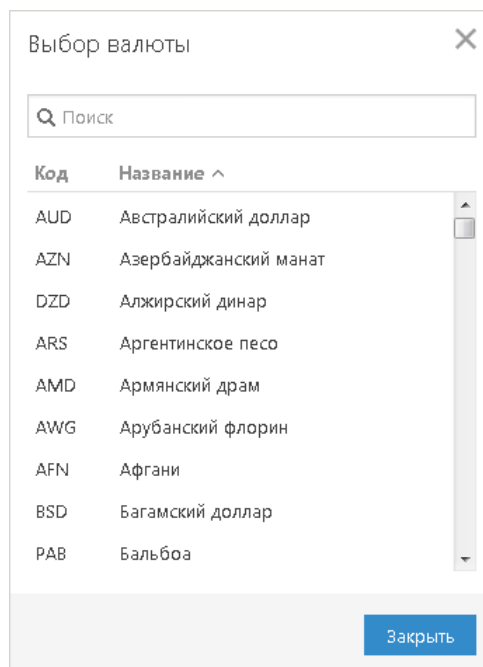 Выбор валюты
Поиск
Код Название
AUD Австралийский доллар
AZN Азербайджанский манат
DZD Алжирский динар
ARS Аргентинское песо
AMD Армянский драм
AWG Арубанский флорин
AFN Афгани
BSD Багамский доллар
PAB Бальбоа
Закрыть